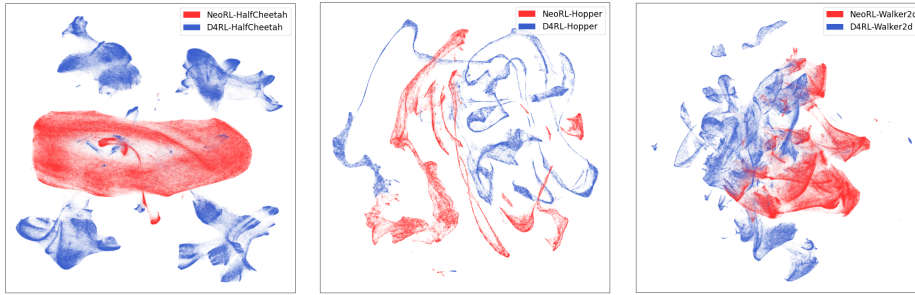 NeoRL-HalfCheetah
D4RL-HalfCheetah
NeoRL-Hopper
D4RL-Hopper
NeoRL-Walker2d
D4RL-Walker2d